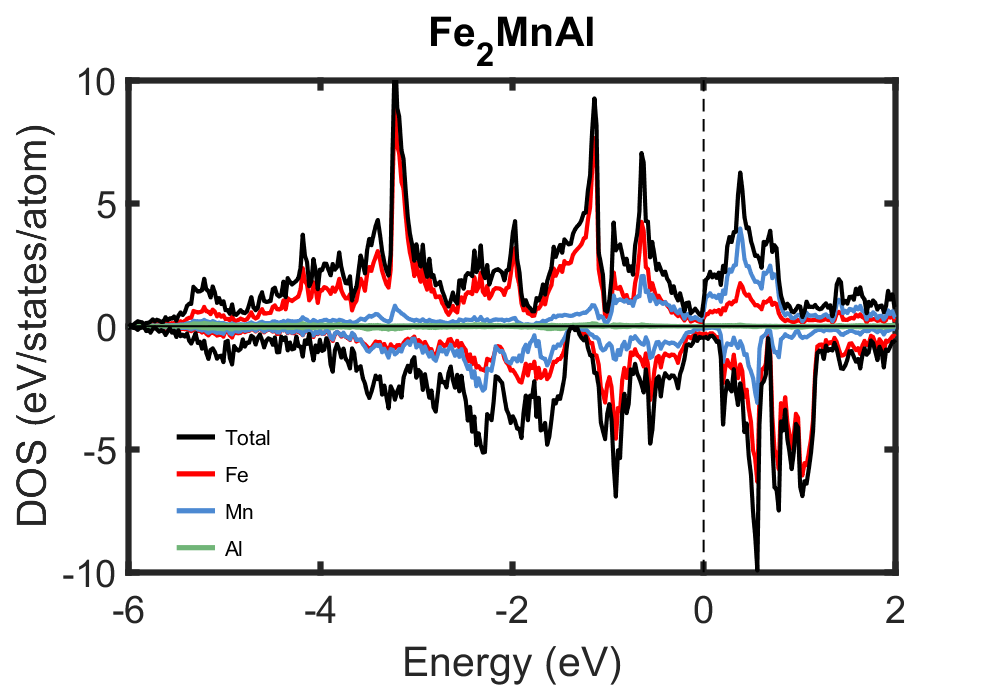 Fe₂MnAl
10
5
0
-5
-10
DOS (eV/states/atom)
Total
Fe
Mn
Al
-6 -4 -2 0 2
Energy (eV)